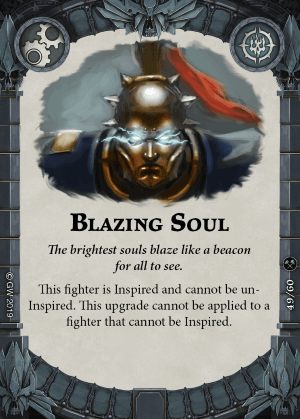 BLAZING SOUL
The brightest souls blaze like a beacon
for all to see.
This fighter is Inspired and cannot be un-
Inspired. This upgrade cannot be applied to a
fighter that cannot be Inspired.
©GW 2019
49/60